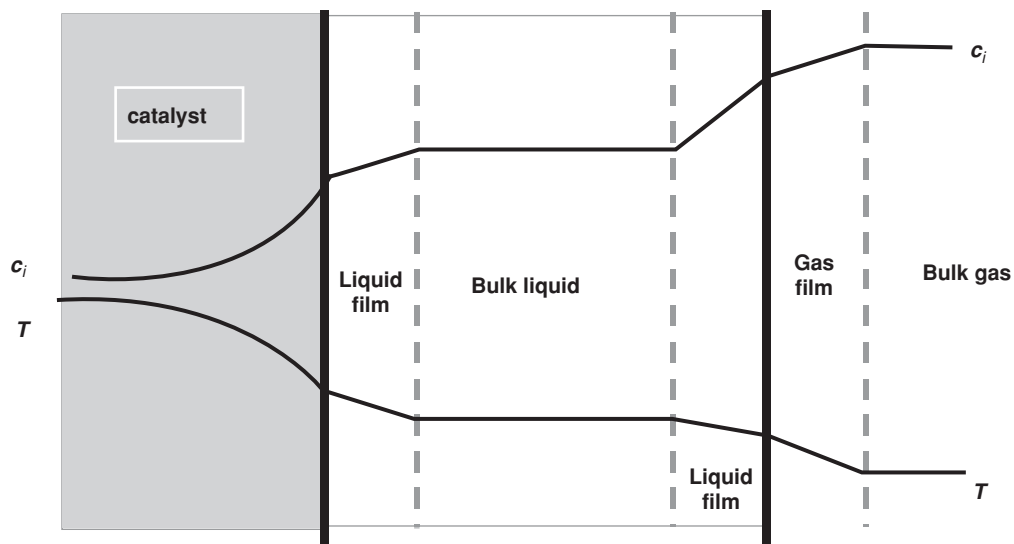 c_i
catalyst
c_i
T
Liquid
film
Bulk liquid
Gas
film
Bulk gas
Liquid
film
T